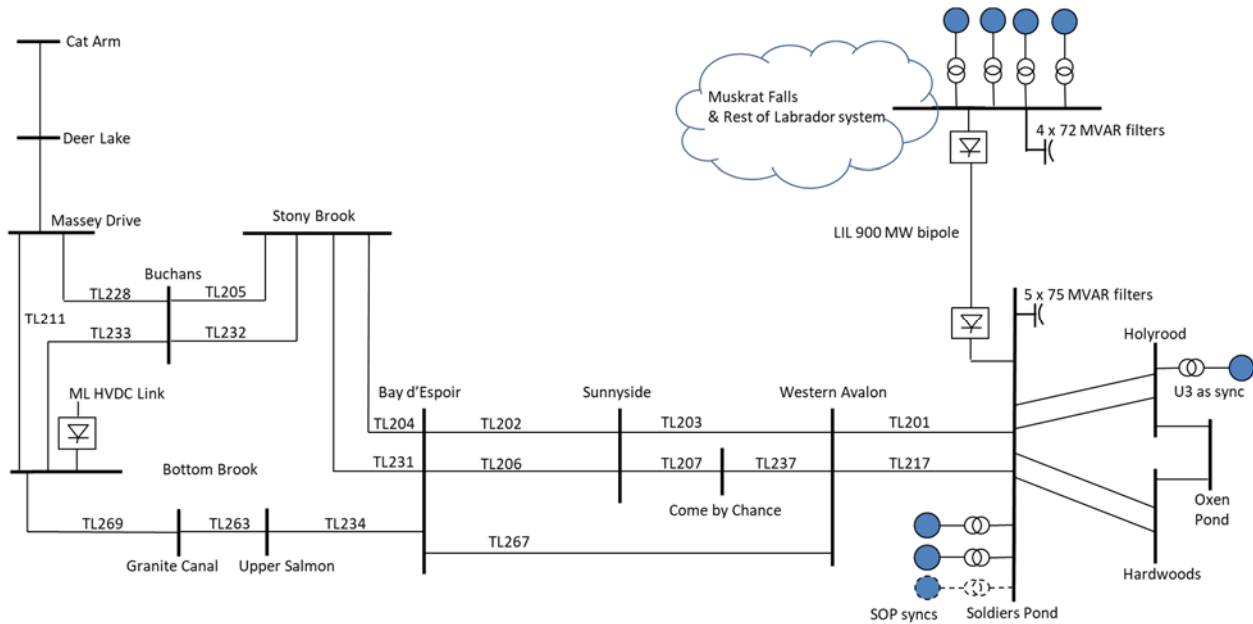 Cat Arm
Muskrat Falls
& Rest of Labrador system
4 x 72 MVAR filters
Deer Lake
Massey Drive
Stony Brook
LIL 900 MW bipole
Buchans
TL228
TL205
5 x 75 MVAR filters
TL211
TL233
TL232
Holyrood
ML HVDC Link
U3 as sync
Bay d'Espoir
Sunnyside
Western Avalon
TL204
TL202
TL203
TL201
Bottom Brook
TL231
TL206
TL207
TL237
TL217
Come by Chance
Oxen
Pond
TL269
TL263
TL234
TL267
Granite Canal
Upper Salmon
Hardwoods
SOP syncs
Soldiers Pond